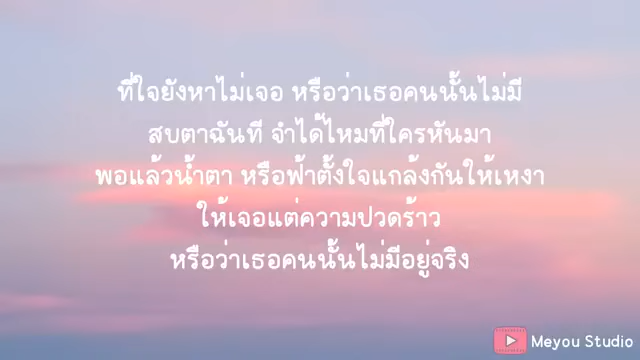 ที่ใจยังหาไม่เจอ หรือว่าเธอคนนั้นไม่มี
สบตาฉันที จำได้ไหมที่ใครหันมา
พอแล้วน้ำตา หรือฟ้าตั้งใจแกล้งกันให้เหงา
ให้เจอแต่ความปวดร้าว
หรือว่าเธอคนนั้นไม่มีอยู่จริง
Meyou Studio